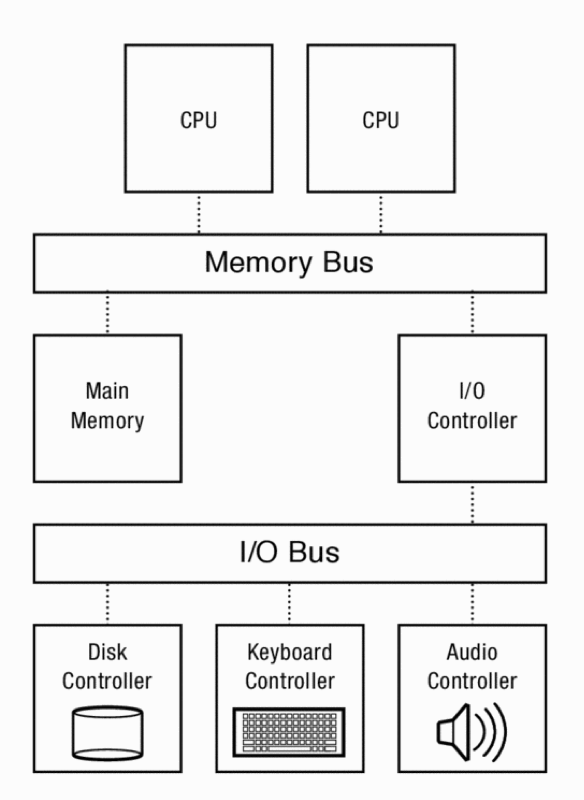 CPU
CPU
Memory Bus
Main
Memory
I/O
Controller
I/O Bus
Disk
Controller
Keyboard
Controller
Audio
Controller